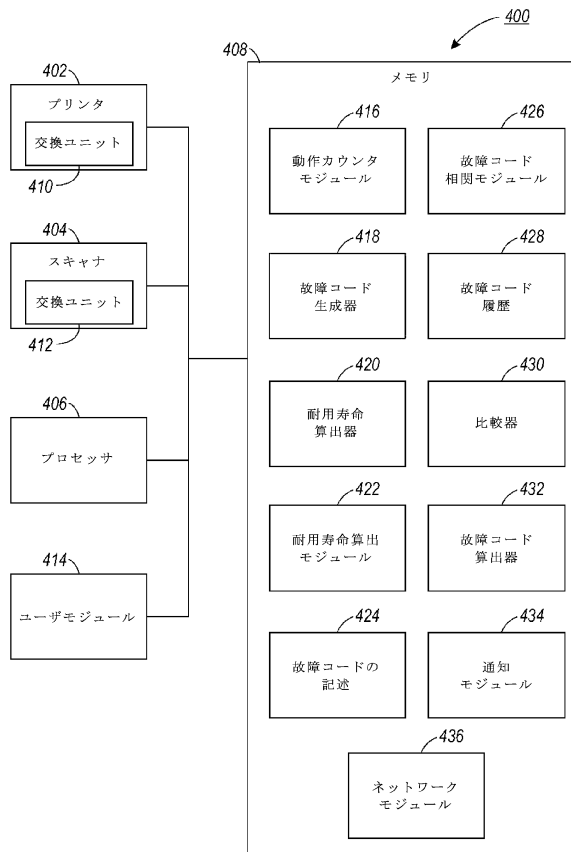 400
402
プリンタ
交換ユニット
410
404
スキャナ
交換ユニット
412
406
プロセッサ
414
ユーザモジュール
408
メモリ
416
動作カウンタ
モジュール
426
故障コード
相関モジュール
418
故障コード
生成器
428
故障コード
履歴
420
耐用寿命
算出器
430
比較器
422
耐用寿命算出
モジュール
432
故障コード
算出器
424
故障コードの
記述
434
通知
モジュール
436
ネットワーク
モジュール